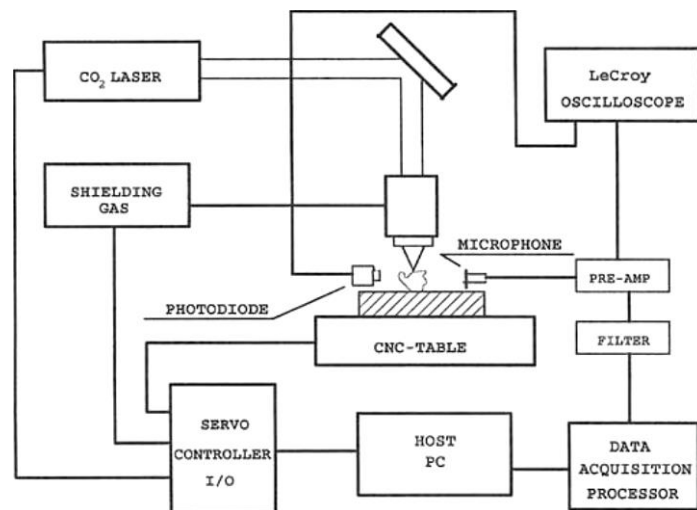 CO2 LASER
LeCroy
OSCILLOSCOPE
SHIELDING
GAS
MICROPHONE
PRE-AMP
PHOTODIODE
FILTER
CNC-TABLE
SERVO
CONTROLLER
I/O
HOST
PC
DATA
ACQUISITION
PROCESSOR